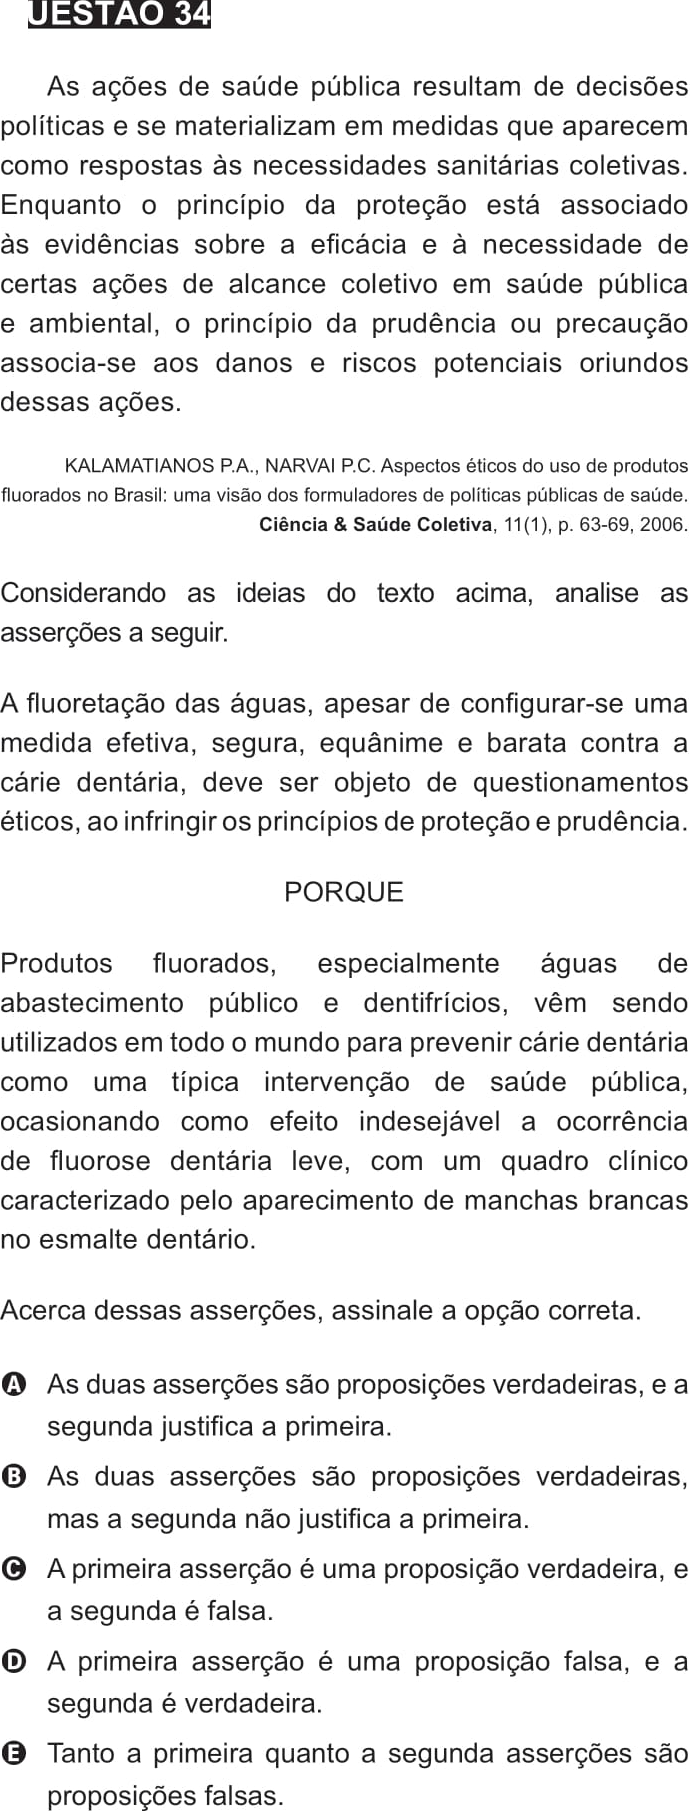 UESTÃO 34
As ações de saúde pública resultam de decisões
políticas e se materializam em medidas que aparecem
como respostas às necessidades sanitárias coletivas.
Enquanto o princípio da proteção está associado
às evidências sobre a eficácia e à necessidade de
certas ações de alcance coletivo em saúde pública
e ambiental, o princípio da prudência ou precaução
associa-se aos danos e riscos potenciais oriundos
dessas ações.
KALAMATIANOS P.A., NARVAI P.C. Aspectos éticos do uso de produtos
fluorados no Brasil: uma visão dos formuladores de políticas públicas de saúde.
Ciência & Saúde Coletiva, 11(1), p. 63-69, 2006.
Considerando as ideias do texto acima, analise as
asserções a seguir.
A fluoretação das águas, apesar de configurar-se uma
medida efetiva, segura, equânime e barata contra a
cárie dentária, deve ser objeto de questionamentos
éticos, ao infringir os princípios de proteção e prudência.
PORQUE
Produtos fluorados, especialmente águas de
abastecimento público e dentifrícios, vêm sendo
utilizados em todo o mundo para prevenir cárie dentária
como uma típica intervenção de saúde pública,
ocasionando como efeito indesejável a ocorrência
de fluorose dentária leve, com um quadro clínico
caracterizado pelo aparecimento de manchas brancas
no esmalte dentário.
Acerca dessas asserções, assinale a opção correta.
A As duas asserções são proposições verdadeiras, e a
segunda justifica a primeira.
B As duas asserções são proposições verdadeiras,
mas a segunda não justifica a primeira.
C A primeira asserção é uma proposição verdadeira, e
a segunda é falsa.
D A primeira asserção é uma proposição falsa, e a
segunda é verdadeira.
E Tanto a primeira quanto a segunda asserções são
proposições falsas.